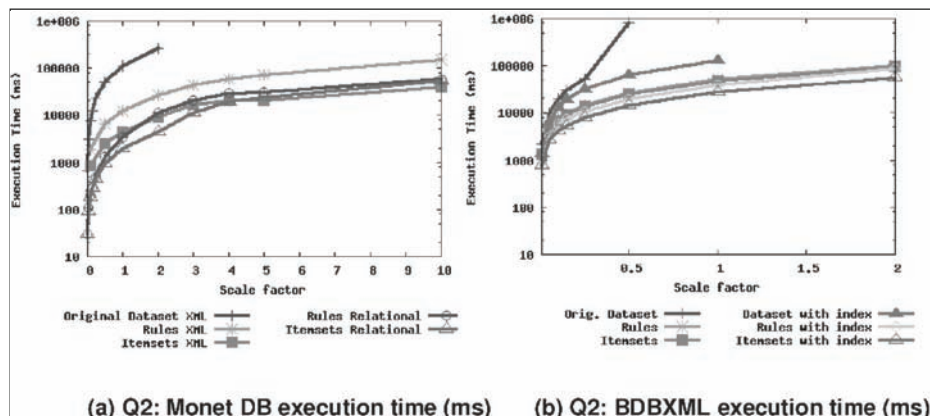 1e+006
100000
10000
1000
100
10
Execution Time (ms)
0 1 2 3 4 5 6 7 8 9 10
Scale factor
Original Dataset XML
Rules XML
Itemsets XML
Rules Relational
Itemsets Relational
(a) Q2: Monet DB execution time (ms)
1e+006
100000
10000
1000
100
10
Execution Time (ms)
0.5 1 1.5 2
Scale factor
Orig. Dataset
Rules
Itemsets
Dataset with index
Rules with index
Itemsets with index
(b) Q2: BDBXML execution time (ms)